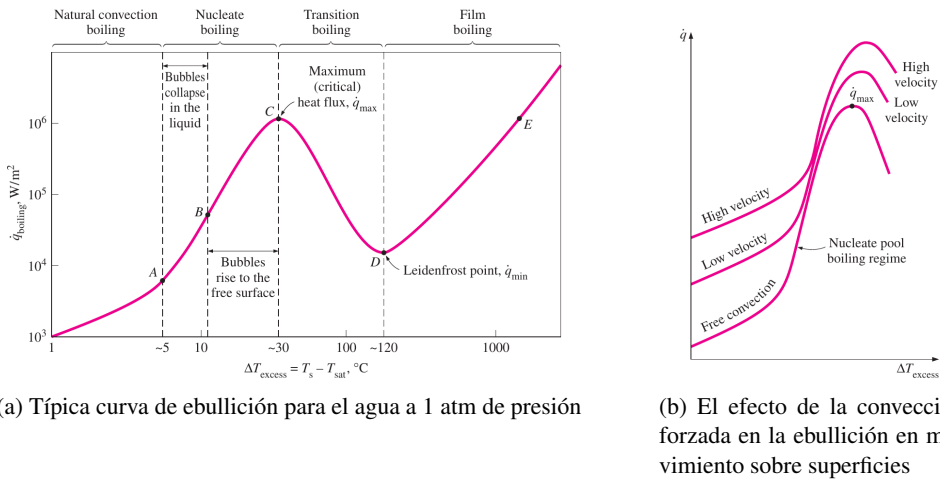 Natural convection
boiling
Nucleate
boiling
Transition
boiling
Film
boiling
Bubbles
collapse
in the
liquid
Maximum
(critical)
heat flux, q̇max
C
E
B
A
D
Bubbles
rise to the
free surface
Leidenfrost point, q̇min
q̇boiling, W/m²
10⁶
10⁵
10⁴
10³
1
~5
10
~30
100
~120
1000
ΔTexcess = Ts – Tsat, °C
(a) Típica curva de ebullición para el agua a 1 atm de presión
q̇
High
velocity
q̇max
Low
velocity
High velocity
Low velocity
Free convection
Nucleate pool
boiling regime
ΔTexcess
(b) El efecto de la convecci
forzada en la ebullición en m
vimiento sobre superficies